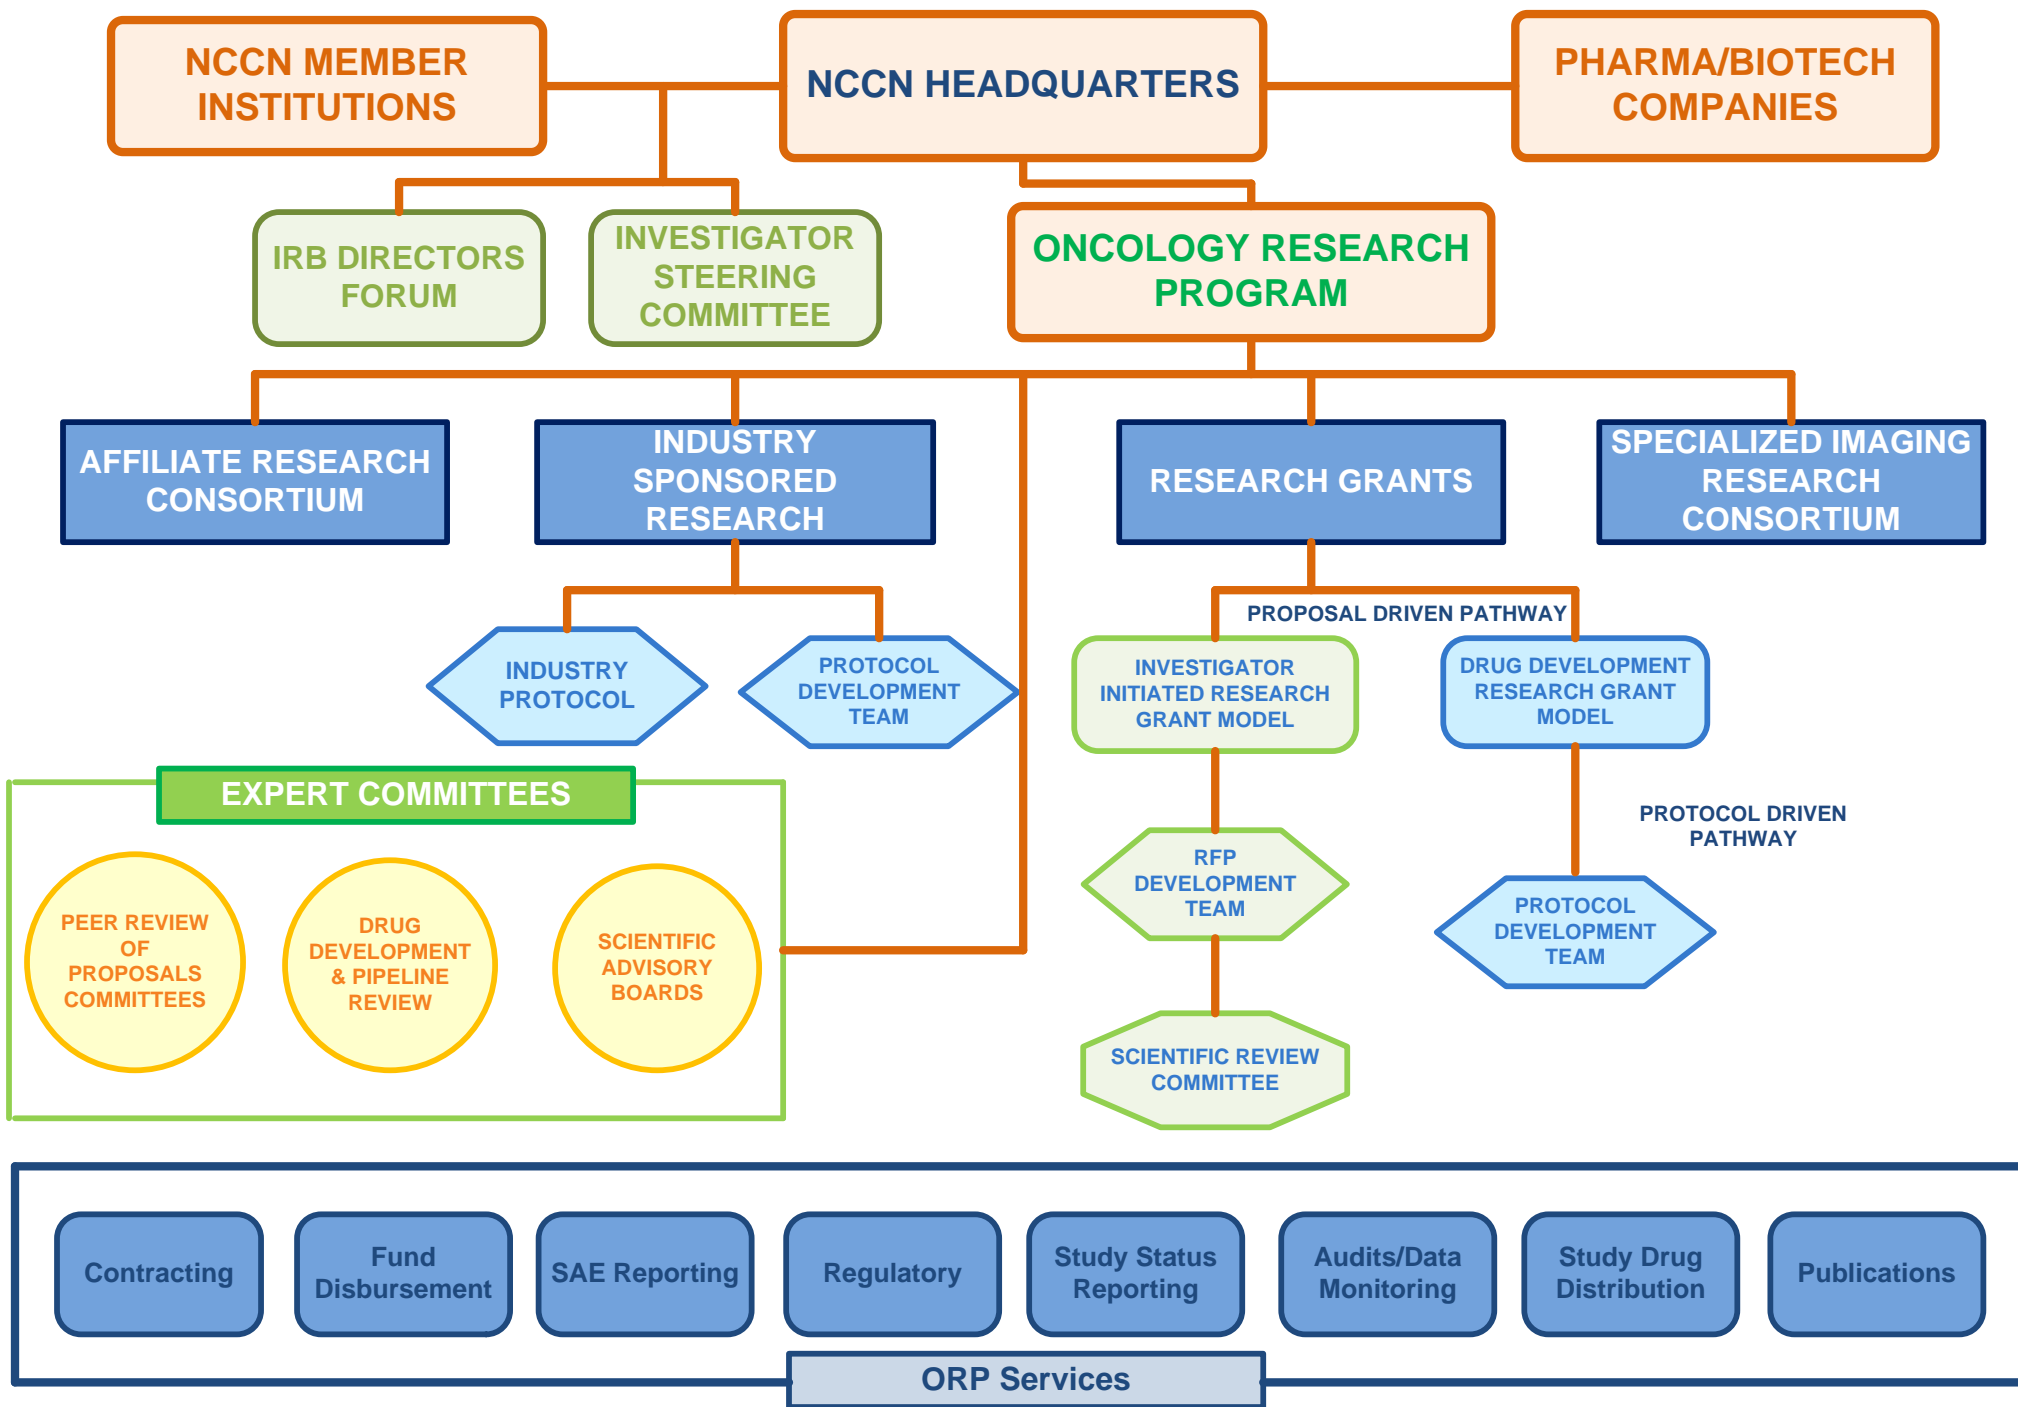 NCCN MEMBER
INSTITUTIONS
NCCN HEADQUARTERS
PHARMA/BIOTECH
COMPANIES
IRB DIRECTORS
FORUM
INVESTIGATOR
STEERING
COMMITTEE
ONCOLOGY RESEARCH
PROGRAM
AFFILIATE RESEARCH
CONSORTIUM
INDUSTRY
SPONSORED
RESEARCH
RESEARCH GRANTS
SPECIALIZED IMAGING
RESEARCH
CONSORTIUM
PROPOSAL DRIVEN PATHWAY
INDUSTRY
PROTOCOL
PROTOCOL
DEVELOPMENT
TEAM
INVESTIGATOR
INITIATED RESEARCH
GRANT MODEL
DRUG DEVELOPMENT
RESEARCH GRANT
MODEL
EXPERT COMMITTEES
PROTOCOL DRIVEN
PATHWAY
RFP
DEVELOPMENT
TEAM
PROTOCOL
DEVELOPMENT
TEAM
PEER REVIEW
OF
PROPOSALS
COMMITTEES
DRUG
DEVELOPMENT
& PIPELINE
REVIEW
SCIENTIFIC
ADVISORY
BOARDS
SCIENTIFIC REVIEW
COMMITTEE
Contracting
Fund
Disbursement
SAE Reporting
Regulatory
Study Status
Reporting
Audits/Data
Monitoring
Study Drug
Distribution
Publications
ORP Services